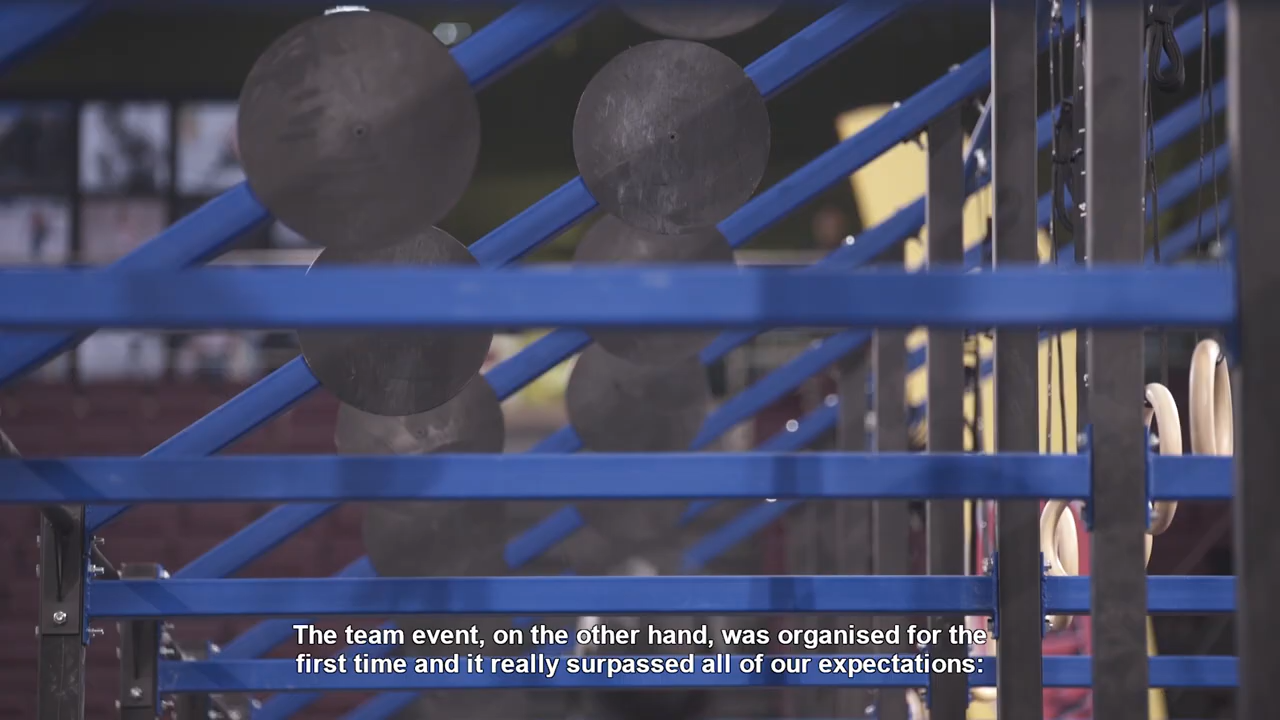 The team event, on the other hand, was organised for the
first time and it really surpassed all of our expectations: